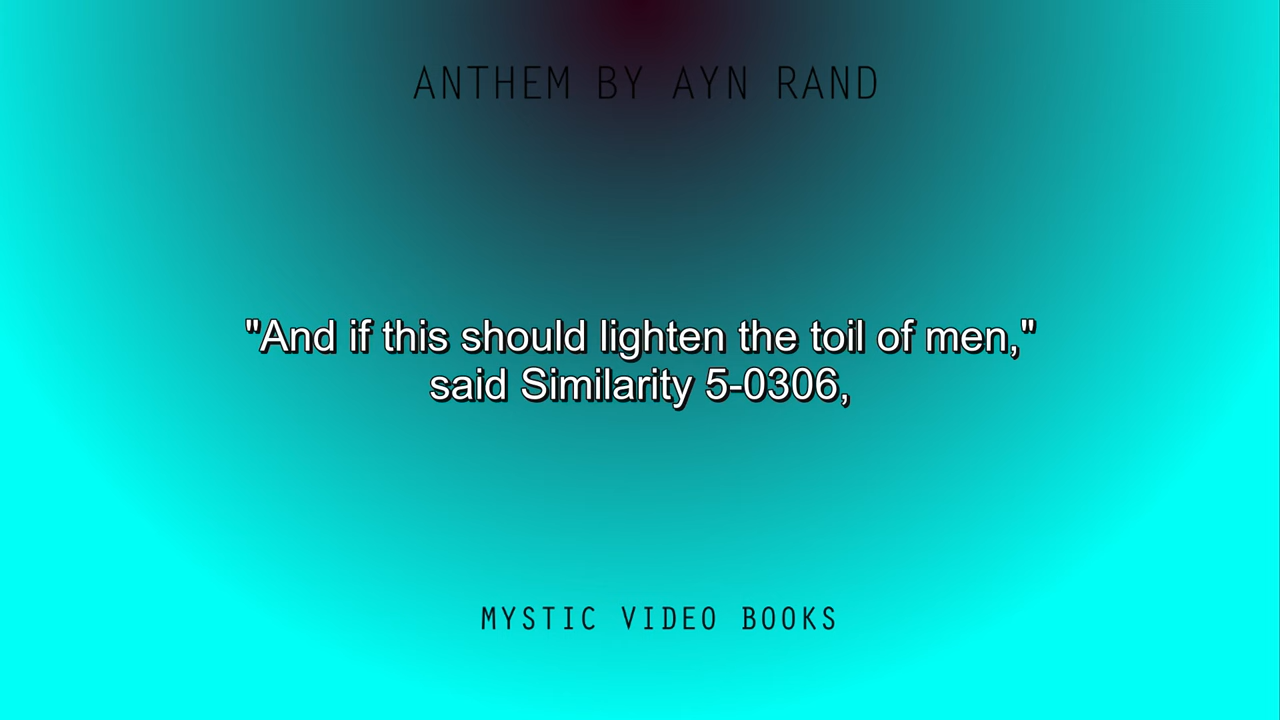 ANTHEM BY AYN RAND
"And if this should lighten the toil of men,"
said Similarity 5-0306,
MYSTIC VIDEO BOOKS